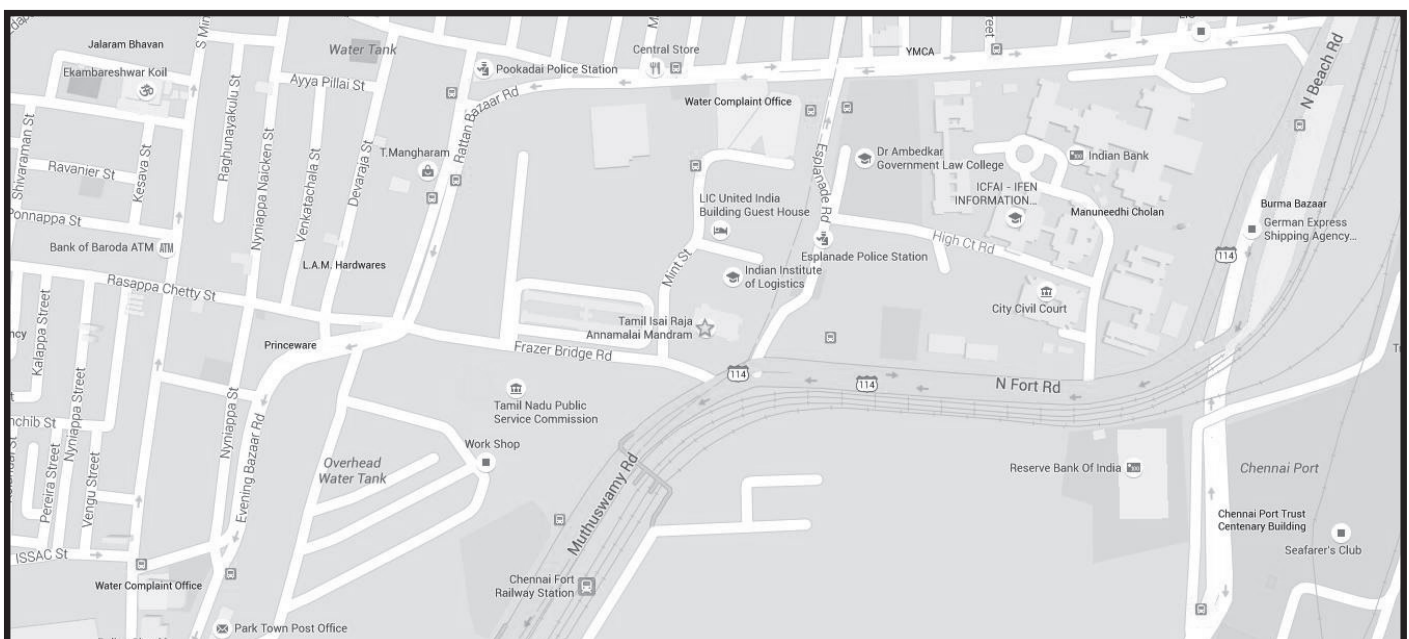 Jalaram Bhavan
Ekambareshwar Koil
Water Tank
Ayya Pillai St
Pookadai Police Station
Central Store
YMCA
N Beach Rd
Water Complaint Office
Rattan Bazaar Rd
Raghunayakulu St
Nyniappa Naicken St
Venkatachala St
Devaraja St
T.Mangharam
Shivaraman St
Ravanier St
Kesava St
Esplanade Rd
Dr Ambedkar
Government Law College
Indian Bank
ICFAI - IFEN
INFORMATION...
Manuneedhi Cholan
Burma Bazaar
German Express
Shipping Agency...
LIC United India
Building Guest House
High Ct Rd
Bank of Baroda ATM
ATM
L.A.M. Hardwares
Esplanade Police Station
114
Mint St
Indian Institute
of Logistics
Rasappa Chetty St
City Civil Court
Kalappa Street
Nyniappa Street
Princeware
Tamil Isai Raja
Annamalai Mandram
Frazer Bridge Rd
114
114
N Fort Rd
Tamil Nadu Public
Service Commission
Nyniappa St
Evening Bazaar Rd
Work Shop
Overhead
Water Tank
Pereira Street
Vengu Street
Muthuswamy Rd
Reserve Bank Of India
Chennai Port
Chennai Port Trust
Centenary Building
Seafarer's Club
ISSAC St
Water Complaint Office
Chennai Fort
Railway Station
Park Town Post Office